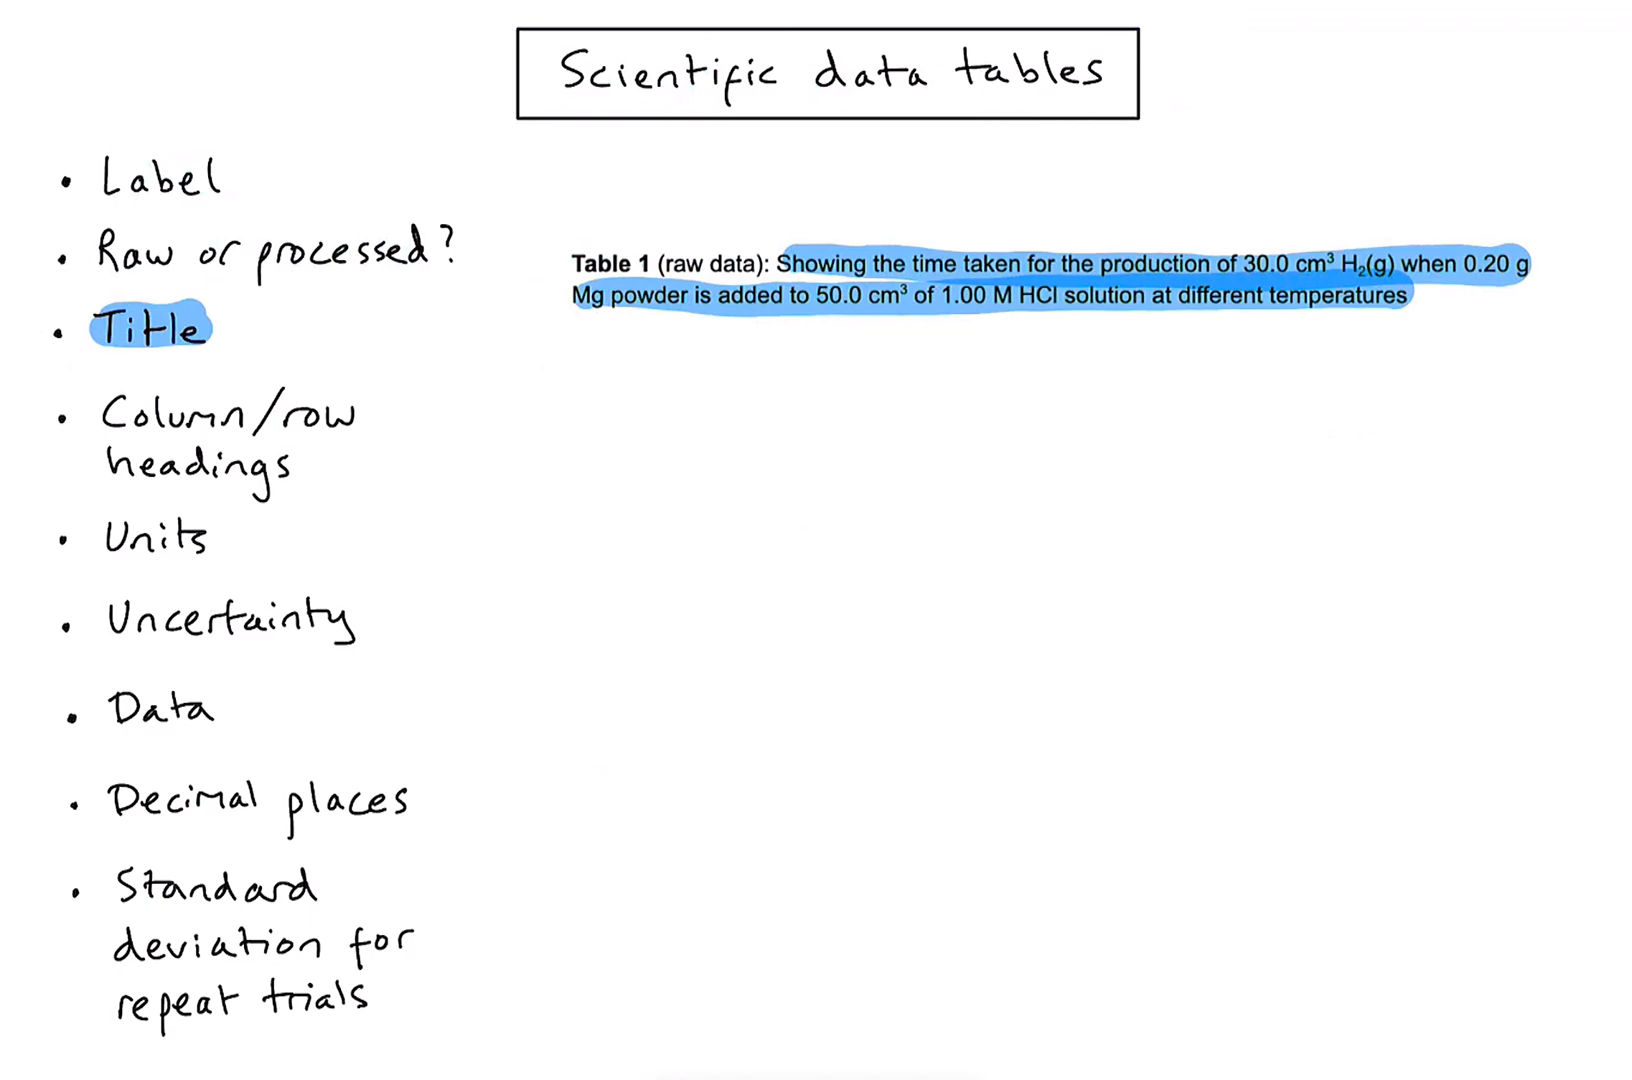 Scientific data tables
• Label
• Raw or processed?
Table 1 (raw data): Showing the time taken for the production of 30.0 cm³ H₂(g) when 0.20 g
Mg powder is added to 50.0 cm³ of 1.00 M HCl solution at different temperatures
• Title
• Column/row
headings
• Units
• Uncertainty
• Data
• Decimal places
• Standard
deviation for
repeat trials